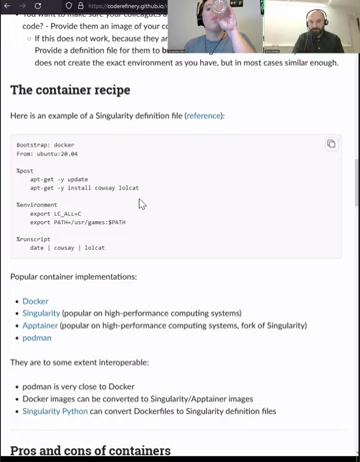 https://coderefinery.github.io/
You want to make sure your colleagues a
code? - Provide them an image of your co
If this does not work, because they ar
Provide a definition file for them to b
does not create the exact environment as you have, but in most cases similar enough.
The container recipe
Here is an example of a Singularity definition file (reference):
Bootstrap: docker
From: ubuntu:20.04
%post
apt-get -y update
apt-get -y install cowsay lolcat
%environment
export LC_ALL=C
export PATH=/usr/games:$PATH
%runscript
date | cowsay | lolcat
Popular container implementations:
Docker
Singularity (popular on high-performance computing systems)
Apptainer (popular on high-performance computing systems, fork of Singularity)
podman
They are to some extent interoperable:
podman is very close to Docker
Docker images can be converted to Singularity/Apptainer images
Singularity Python can convert Dockerfiles to Singularity definition files
Pros and cons of containers